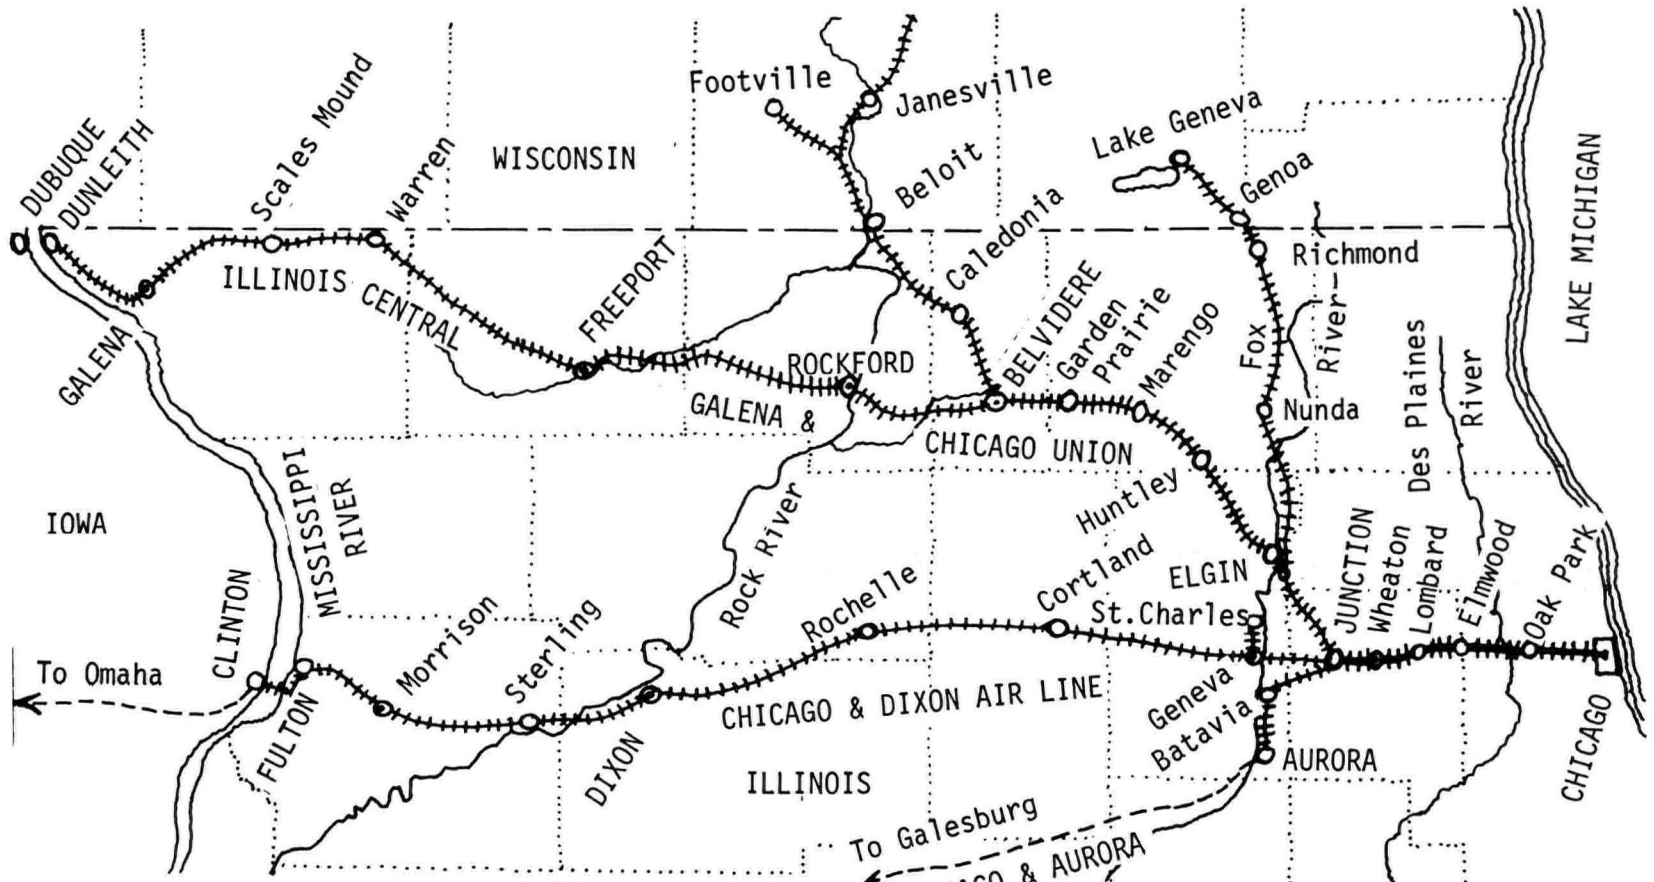 DUBUQUE
DUNLEITH
Scales Mound
Warren
WISCONSIN
Footville
Janesville
Beloit
Caledonia
Lake Geneva
Genoa
Richmond
LAKE MICHIGAN
GALENA
ILLINOIS CENTRAL
FREEPORT
ROCKFORD
GALENA &
CHICAGO UNION
BELVIDERE
Garden
Prairie
Marengo
Fox
River
Nunda
Des Plaines
River
Huntley
IOWA
MISSISSIPPI
RIVER
Rock River
ELGIN
JUNCTION
Wheaton
Lombard
Elmwood
Oak Park
CLINTON
To Omaha
FULTON
Morrison
Sterling
DIXON
Rochelle
Cortland
St.Charles
CHICAGO & DIXON AIR LINE
Geneva
Batavia
AURORA
CHICAGO
ILLINOIS
To Galesburg
& AURORA